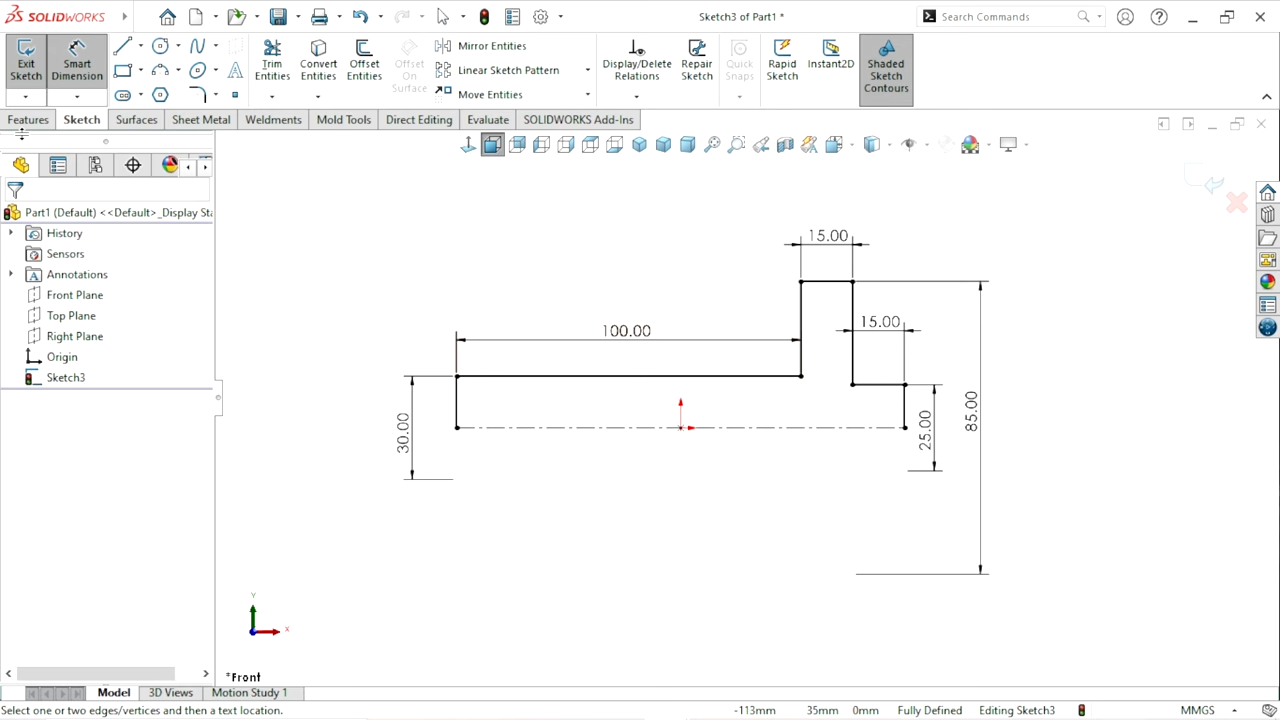 SOLIDWORKS
Sketch3 of Part1 *
Search Commands
Exit Sketch
Smart Dimension
Trim Entities
Convert Entities
Offset Entities
Offset On Surface
Mirror Entities
Linear Sketch Pattern
Move Entities
Display/Delete Relations
Repair Sketch
Quick Snaps
Rapid Sketch
Instant2D
Shaded Sketch Contours
Features
Sketch
Surfaces
Sheet Metal
Weldments
Mold Tools
Direct Editing
Evaluate
SOLIDWORKS Add-Ins
Part1 (Default) <<Default>_Display Sta
History
Sensors
Annotations
Front Plane
Top Plane
Right Plane
Origin
Sketch3
15.00
15.00
100.00
30.00
25.00
85.00
Y
X
*Front
Model
3D Views
Motion Study 1
Select one or two edges/vertices and then a text location.
-113mm
35mm
0mm
Fully Defined
Editing Sketch3
MMGS